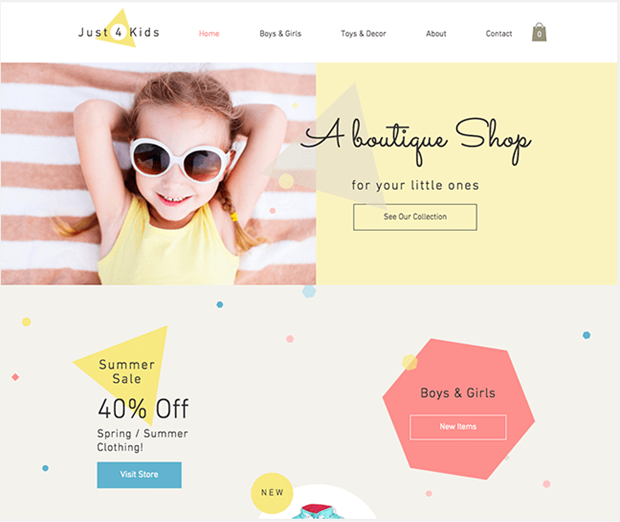 Just 4 Kids
Home
Boys & Girls
Toys & Decor
About
Contact
0
A boutique Shop
for your little ones
See Our Collection
Summer
Sale
40% Off
Spring / Summer
Clothing!
Visit Store
Boys & Girls
New Items
NEW